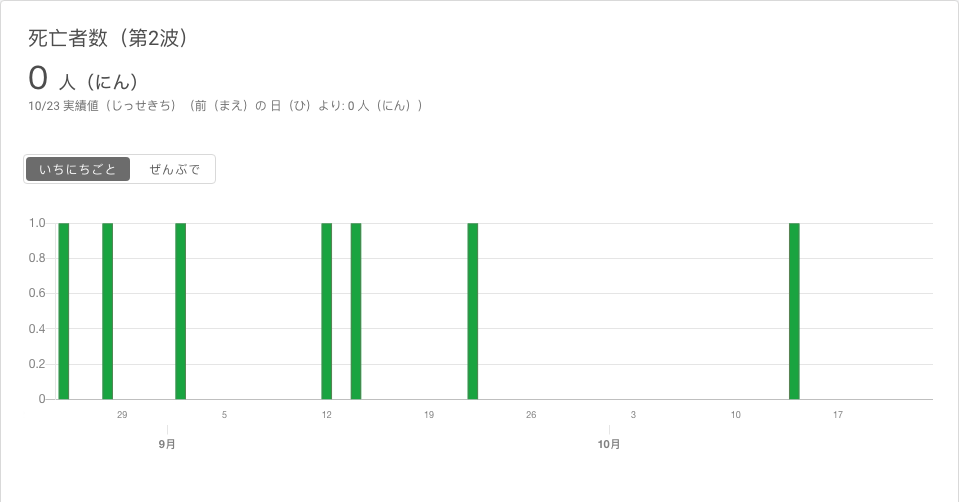 死亡者数（第2波）
0 人（にん）
10/23 実績値（じっせきち）（前（まえ）の 日（ひ）より: 0 人（にん））
いちにちごと ぜんぶで
1.0
0.8
0.6
0.4
0.2
0
29 5 12 19 26 3 10 17
9月 10月